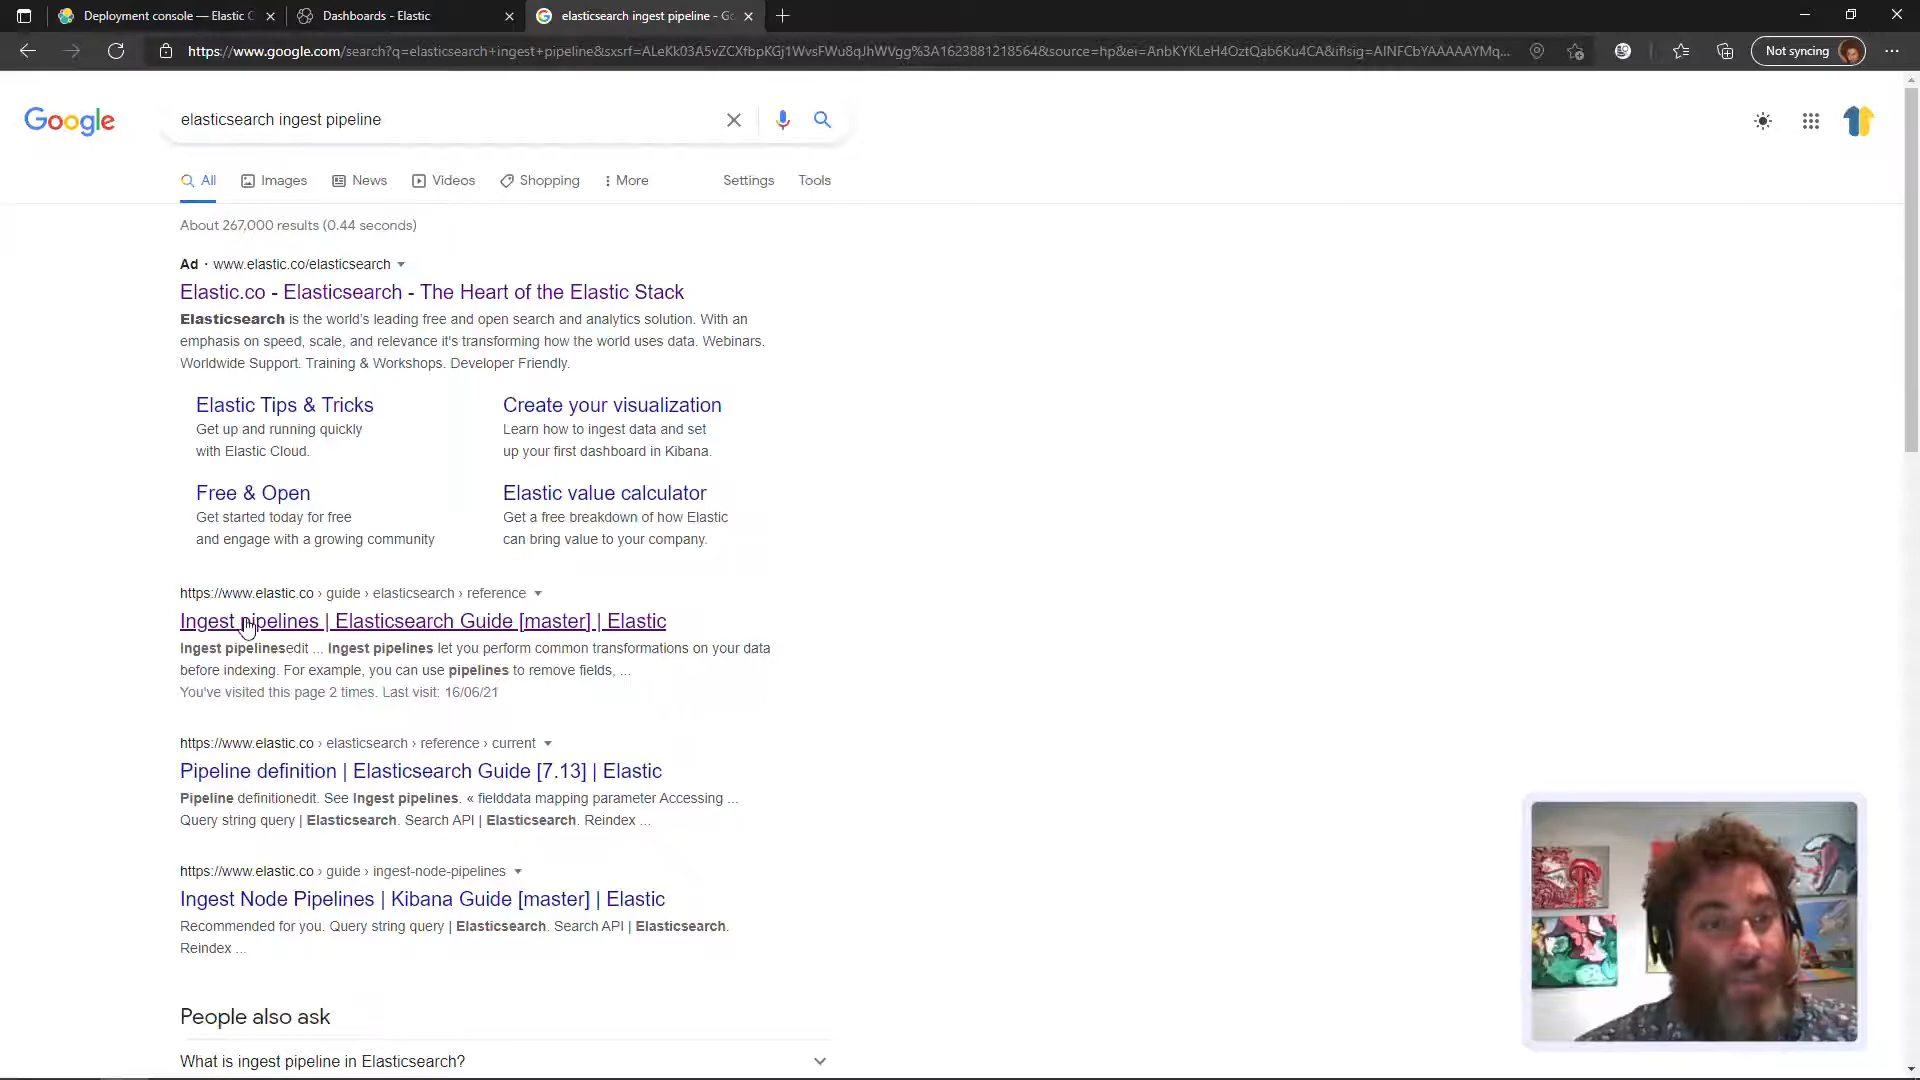 Deployment console — Elastic C
Dashboards - Elastic
elasticsearch ingest pipeline - Go
https://www.google.com/search?q=elasticsearch+ingest+pipeline&sxsrf=ALeKk03A5vZCXfbpKGj1WvsFWu8qJhWVgg%3A1623881218564&source=hp&ei=AnbKYKLeH4OztQab6Ku4CA&iflsig=AINFCbYAAAAAYMq...
Not syncing
Google
elasticsearch ingest pipeline
All
Images
News
Videos
Shopping
More
Settings
Tools
About 267,000 results (0.44 seconds)
Ad · www.elastic.co/elasticsearch
Elastic.co - Elasticsearch - The Heart of the Elastic Stack
Elasticsearch is the world's leading free and open search and analytics solution. With an
emphasis on speed, scale, and relevance it's transforming how the world uses data. Webinars.
Worldwide Support. Training & Workshops. Developer Friendly.
Elastic Tips & Tricks
Get up and running quickly
with Elastic Cloud.
Create your visualization
Learn how to ingest data and set
up your first dashboard in Kibana.
Free & Open
Get started today for free
and engage with a growing community
Elastic value calculator
Get a free breakdown of how Elastic
can bring value to your company.
https://www.elastic.co › guide › elasticsearch › reference
Ingest pipelines | Elasticsearch Guide [master] | Elastic
Ingest pipelinesedit ... Ingest pipelines let you perform common transformations on your data
before indexing. For example, you can use pipelines to remove fields, ...
You've visited this page 2 times. Last visit: 16/06/21
https://www.elastic.co › elasticsearch › reference › current
Pipeline definition | Elasticsearch Guide [7.13] | Elastic
Pipeline definitionedit. See Ingest pipelines. « fielddata mapping parameter Accessing ...
Query string query | Elasticsearch. Search API | Elasticsearch. Reindex ...
https://www.elastic.co › guide › ingest-node-pipelines
Ingest Node Pipelines | Kibana Guide [master] | Elastic
Recommended for you. Query string query | Elasticsearch. Search API | Elasticsearch.
Reindex ...
People also ask
What is ingest pipeline in Elasticsearch?